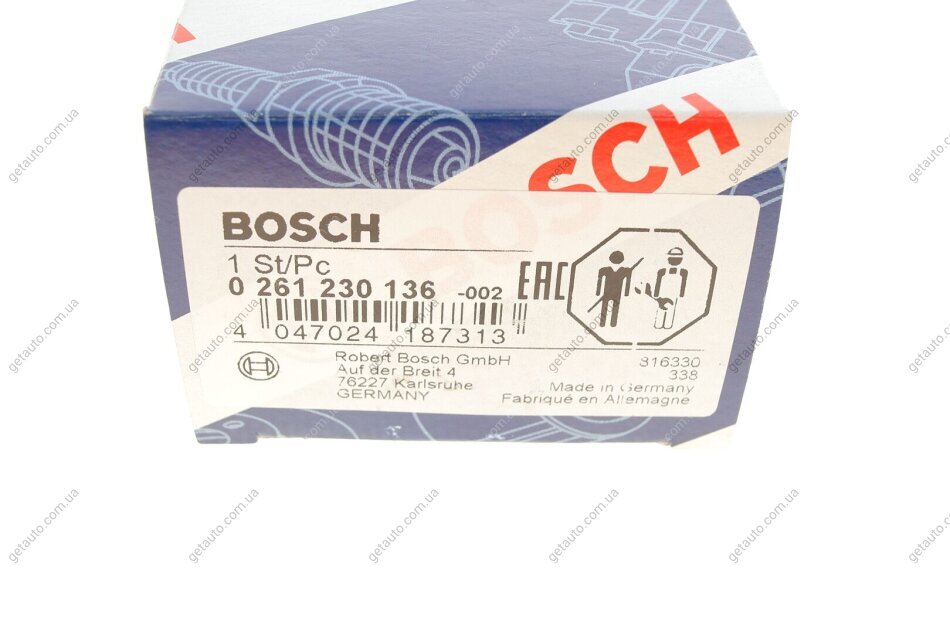 BOSCH
BOSCH
1 St/Pc
0 261 230 136 -002 EAC
4 047024 187313
Robert Bosch GmbH
Auf der Breit 4
76227 Karlsruhe
GERMANY
816330
338
Made in Germany
Fabriqué en Allemagne
getauto.com.ua